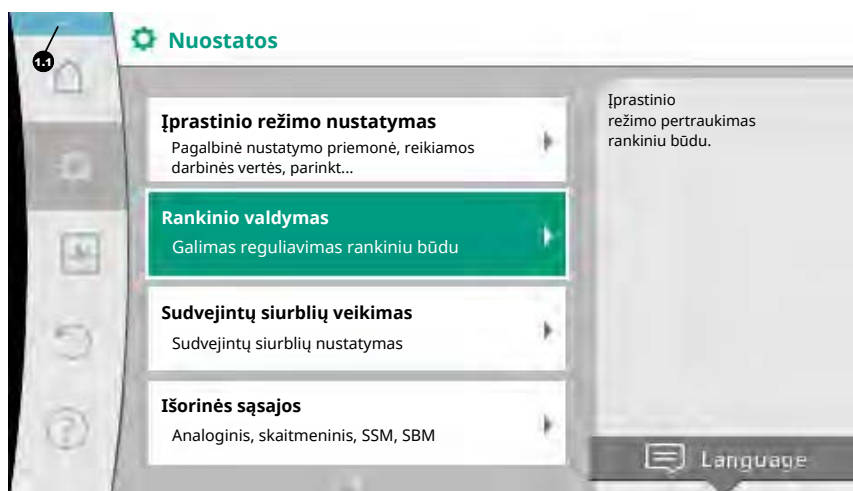 Nuostatos
1.1
Įprastinio režimo nustatymas
Pagalbinė nustatymo priemonė, reikiamos
darbinės vertės, parinkt...
Rankinio valdymas
Galimas reguliavimas rankiniu būdu
Sudvejintų siurblių veikimas
Sudvejintų siurblių nustatymas
Išorinės sąsajos
Analoginis, skaitmeninis, SSM, SBM
Įprastinio
režimo pertraukimas
rankiniu būdu.
Language